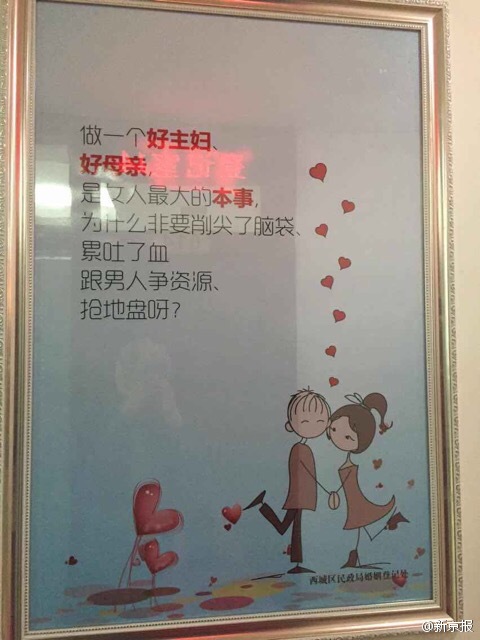 做一个好主妇、
好母亲,
是女人最大的本事,
为什么非要削尖了脑袋、
累吐了血
跟男人争资源、
抢地盘呀?
西城区民政局婚姻登记处
@新京报